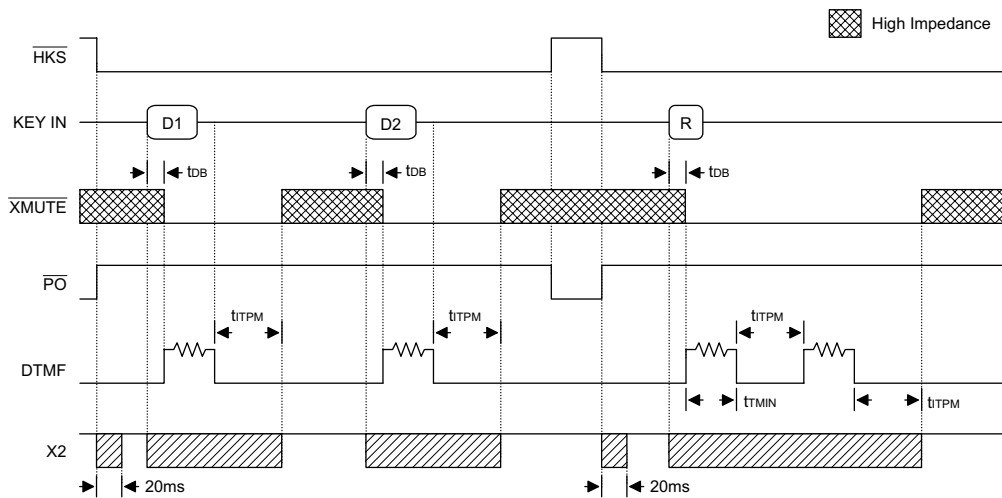 High Impedance
HKS
KEY IN D1 D2 R
tDB tDB tDB
XMUTE
PO
tITPM tITPM tITPM
DTMF
tTMIN tITPM
X2
20ms 20ms